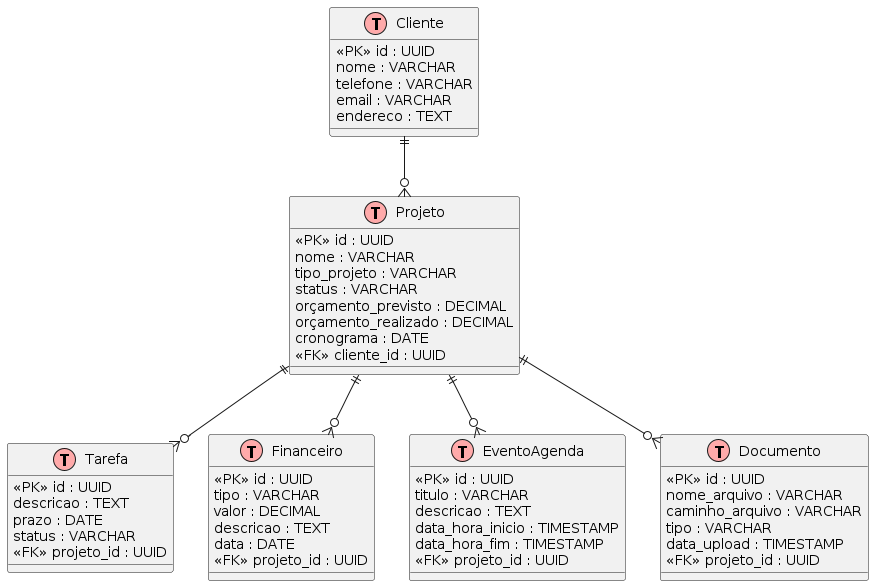 T Cliente
«PK» id : UUID
nome : VARCHAR
telefone : VARCHAR
email : VARCHAR
endereco : TEXT
T Projeto
«PK» id : UUID
nome : VARCHAR
tipo_projeto : VARCHAR
status : VARCHAR
orçamento_previsto : DECIMAL
orçamento_realizado : DECIMAL
cronograma : DATE
«FK» cliente_id : UUID
T Tarefa
«PK» id : UUID
descricao : TEXT
prazo : DATE
status : VARCHAR
«FK» projeto_id : UUID
T Financeiro
«PK» id : UUID
tipo : VARCHAR
valor : DECIMAL
descricao : TEXT
data : DATE
«FK» projeto_id : UUID
T EventoAgenda
«PK» id : UUID
titulo : VARCHAR
descricao : TEXT
data_hora_inicio : TIMESTAMP
data_hora_fim : TIMESTAMP
«FK» projeto_id : UUID
T Documento
«PK» id : UUID
nome_arquivo : VARCHAR
caminho_arquivo : VARCHAR
tipo : VARCHAR
data_upload : TIMESTAMP
«FK» projeto_id : UUID